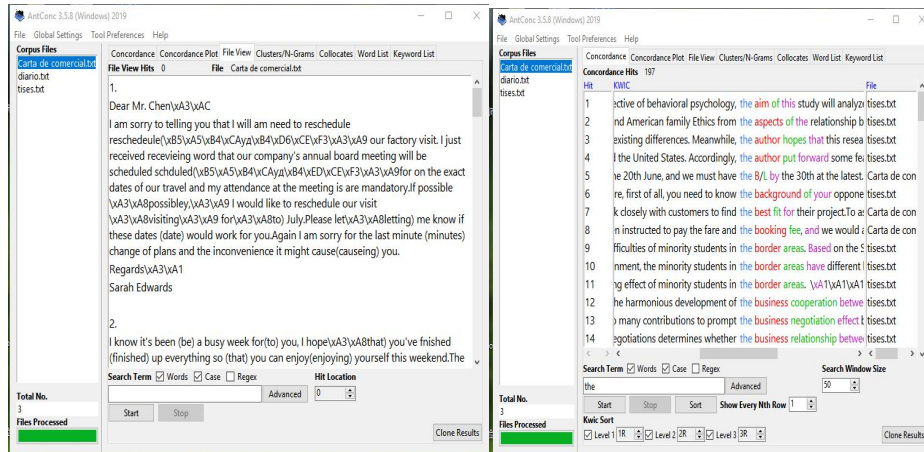 AntConc 3.5.8 (Windows) 2019
File Global Settings Tool Preferences Help
Corpus Files
Carta de comercial.txt
diario.txt
tises.txt
Total No.
3
Files Processed
Concordance Concordance Plot File View Clusters/N-Grams Collocates Word List Keyword List
File View Hits 0 File Carta de comercial.txt
1.
Dear Mr. Chen\xA3\xAC
I am sorry to telling you that I will am need to reschedule
reschedeule(\xB5\xA5\xB4\xCAyд\xB4\xD6\xCE\xF3\xA3\xA9 our factory visit. I just
received recevieing word that our company's annual board meeting will be
scheduled schduled(\xB5\xA5\xB4\xCAyд\xB4\xED\xCE\xF3\xA3\xA9for on the exact
dates of our travel and my attendance at the meeting is are mandatory.If possible
\xA3\xA8possibley,\xA3\xA9 I would like to reschedule our visit
\xA3\xA8visiting\xA3\xA9 for\xA3\xA8to) July.Please let\xA3\xA8letting) me know if
these dates (date) would work for you.Again I am sorry for the last minute (minutes)
change of plans and the inconvenience it might cause(causeing) you.
Regards\xA3\xA1
Sarah Edwards
2.
I know it's been (be) a busy week for(to) you, I hope\xA3\xA8that) you've fnished
(finished) up everything so (that) you can enjoy(enjoying) yourself this weekend.The
Search Term Words Case Regex Hit Location
Advanced 0
Start Stop
Clone Results
AntConc 3.5.8 (Windows) 2019
File Global Settings Tool Preferences Help
Corpus Files
Carta de comercial.txt
diario.txt
tises.txt
Total No.
3
Files Processed
Concordance Concordance Plot File View Clusters/N-Grams Collocates Word List Keyword List
Concordance Hits 197
Hit KWIC File
1 ective of behavioral psychology, the aim of this study will analyze tises.txt
2 nd American family Ethics from the aspects of the relationship b tises.txt
3 existing differences. Meanwhile, the author hopes that this resea tises.txt
4 l the United States. Accordingly, the author put forward some fea tises.txt
5 e 20th June, and we must have the B/L by the 30th at the latest. Carta de con
6 re, first of all, you need to know the background of your oppone tises.txt
7 k closely with customers to find the best fit for their project.To a Carta de con
8 n instructed to pay the fare and the booking fee, and we would a Carta de con
9 fficulties of minority students in the border areas. Based on the S tises.txt
10 nment, the minority students in the border areas have different l tises.txt
11 ng effect of minority students in the border areas. \xA1\xA1\xA1 tises.txt
12 he harmonious development of the business cooperation betwe tises.txt
13 o many contributions to prompt the business negotiation effect b tises.txt
14 egotiations determines whether the business relationship betwe tises.txt
Search Term Words Case Regex Search Window Size
the Advanced 50
Start Stop Sort Show Every Nth Row 1
Kwic Sort
Level 1 1R Level 2 2R Level 3 3R Clone Results